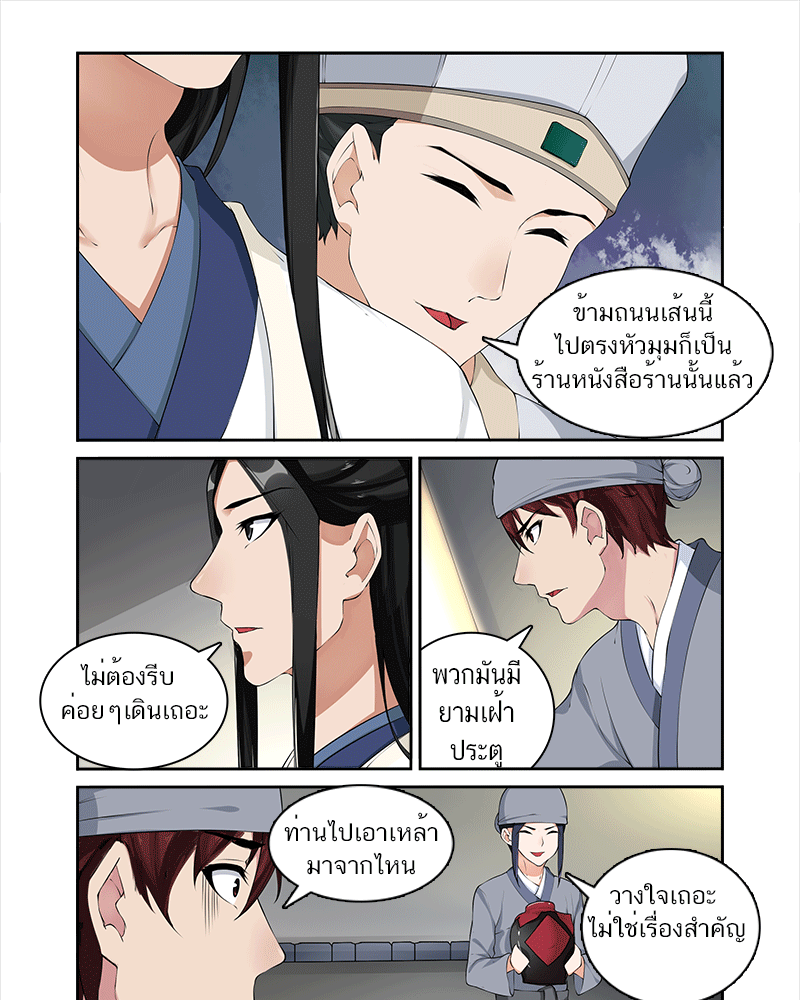 ข้ามถนนเส้นนี้
ไปตรงหัวมุมก็เป็น
ร้านหนังสือร้านนั้นแล้ว
ไม่ต้องรีบ
ค่อยๆเดินเถอะ
พวกมันมี
ยามเฝ้า
ประตู
ท่านไปเอาเหล้า
มาจากไหน
วางใจเถอะ
ไม่ใช่เรื่องสำคัญ